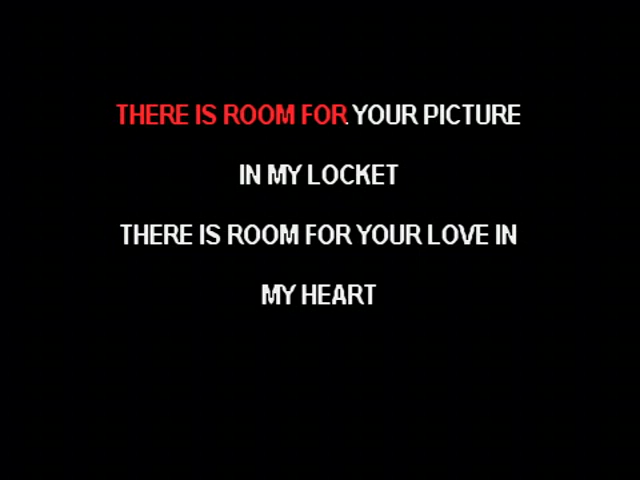 THERE IS ROOM FOR YOUR PICTURE
IN MY LOCKET
THERE IS ROOM FOR YOUR LOVE IN
MY HEART